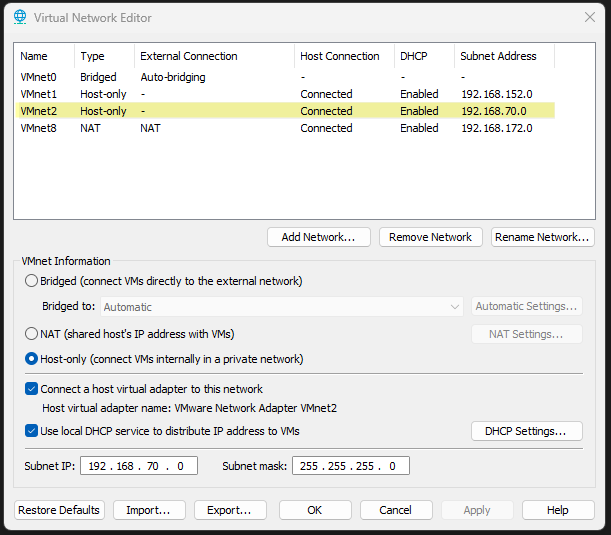 Virtual Network Editor
Name Type External Connection Host Connection DHCP Subnet Address
VMnet0 Bridged Auto-bridging - - -
VMnet1 Host-only - Connected Enabled 192.168.152.0
VMnet2 Host-only - Connected Enabled 192.168.70.0
VMnet8 NAT NAT Connected Enabled 192.168.172.0
Add Network... Remove Network Rename Network...
VMnet Information
Bridged (connect VMs directly to the external network)
Bridged to: Automatic Automatic Settings...
NAT (shared host's IP address with VMs) NAT Settings...
Host-only (connect VMs internally in a private network)
Connect a host virtual adapter to this network
Host virtual adapter name: VMware Network Adapter VMnet2
Use local DHCP service to distribute IP address to VMs DHCP Settings...
Subnet IP: 192 . 168 . 70 . 0 Subnet mask: 255 . 255 . 255 . 0
Restore Defaults Import... Export... OK Cancel Apply Help